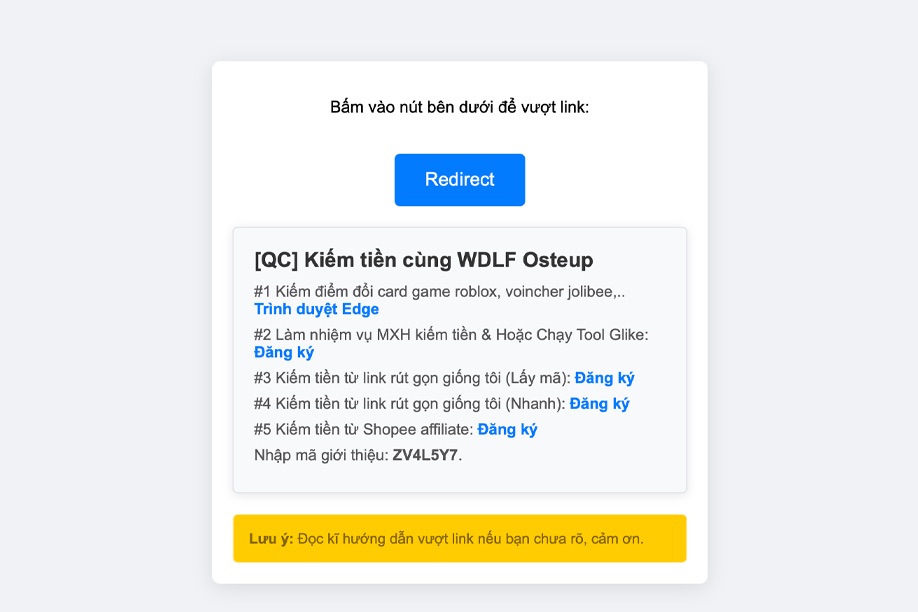 Bấm vào nút bên dưới để vượt link:
Redirect
[QC] Kiếm tiền cùng WDLF Osteup
#1 Kiếm điểm đổi card game roblox, voincher jolibee,..
Trình duyệt Edge
#2 Làm nhiệm vụ MXH kiếm tiền & Hoặc Chạy Tool Glike:
Đăng ký
#3 Kiếm tiền từ link rút gọn giống tôi (Lấy mã): Đăng ký
#4 Kiếm tiền từ link rút gọn giống tôi (Nhanh): Đăng ký
#5 Kiếm tiền từ Shopee affiliate: Đăng ký
Nhập mã giới thiệu: ZV4L5Y7.
Lưu ý: Đọc kĩ hướng dẫn vượt link nếu bạn chưa rõ, cảm ơn.